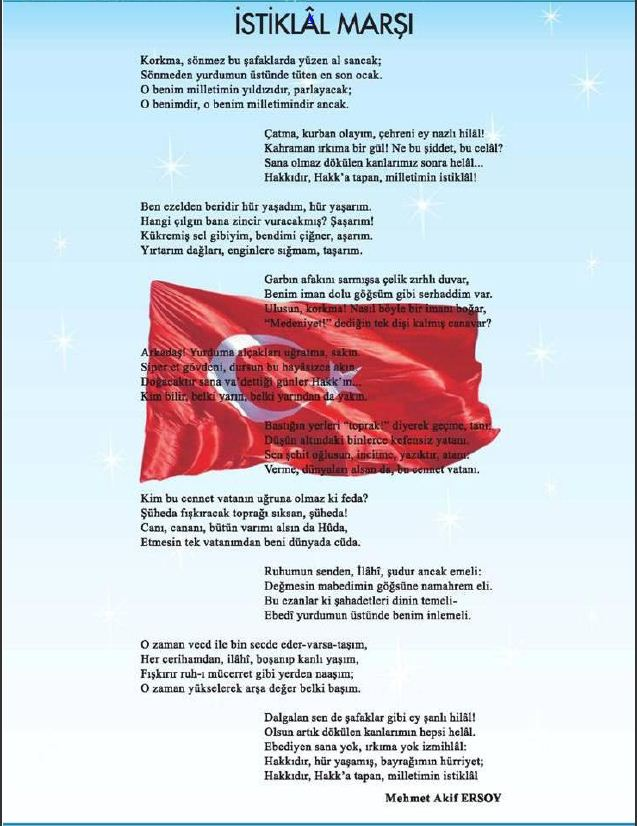 İSTİKLÂL MARŞI
Korkma, sönmez bu şafaklarda yüzen al sancak;
Sönmeden yurdumun üstünde tüten en son ocak.
O benim milletimin yıldızıdır, parlayacak;
O benimdir, o benim milletimindir ancak.
Çatma, kurban olayım, çehreni ey nazlı hilâl!
Kahraman ırkıma bir gül! Ne bu şiddet, bu celâl?
Sana olmaz dökülen kanlarımız sonra helâl...
Hakkıdır, Hakk'a tapan, milletimin istiklâl!
Ben ezelden beridir hür yaşadım, hür yaşarım.
Hangi çılgın bana zincir vuracakmış? Şaşarım!
Kükremiş sel gibiyim, bendimi çiğner, aşarım.
Yırtarım dağları, enginlere sığmam, taşarım.
Garbın afakını sarmışsa çelik zırhlı duvar,
Benim iman dolu göğsüm gibi serhaddim var.
Ulusun, korkma! Nasıl böyle bir imanı boğar,
"Medeniyet!" dediğin tek dişi kalmış canavar?
Arkadaş! Yurduma alçakları uğratma, sakın.
Siper et gövdeni, dursun bu hayâsızca akın.
Doğacaktır sana va'dettiği günler Hakk'ın...
Kim bilir, belki yarın, belki yarından da yakın.
Bastığın yerleri "toprak!" diyerek geçme, tanı:
Düşün altındaki binlerce kefensiz yatanı.
Sen şehit oğlusun, incitme, yazıktır, atanı:
Verme, dünyaları alsan da, bu cennet vatanı.
Kim bu cennet vatanın uğruna olmaz ki feda?
Şüheda fışkıracak toprağı sıksan, şüheda!
Canı, cananı, bütün varımı alsın da Hüda,
Etmesin tek vatanımdan beni dünyada cüda.
Ruhumun senden, İlâhî, şudur ancak emeli:
Değmesin mabedimin göğsüne namahrem eli.
Bu ezanlar ki şahadetleri dinin temeli-
Ebedî yurdumun üstünde benim inlemeli.
O zaman vecd ile bin secde eder-varsa-taşım,
Her cerihamdan, ilâhî, boşanıp kanlı yaşım,
Fışkırır ruh-ı mücerret gibi yerden naaşım;
O zaman yükselerek arşa değer belki başım.
Dalgalan sen de şafaklar gibi ey şanlı hilâl!
Olsun artık dökülen kanlarımın hepsi helâl.
Ebediyen sana yok, ırkıma yok izmihlâl:
Hakkıdır, hür yaşamış, bayrağımın hürriyet;
Hakkıdır, Hakk'a tapan, milletimin istiklâl
Mehmet Akif ERSOY